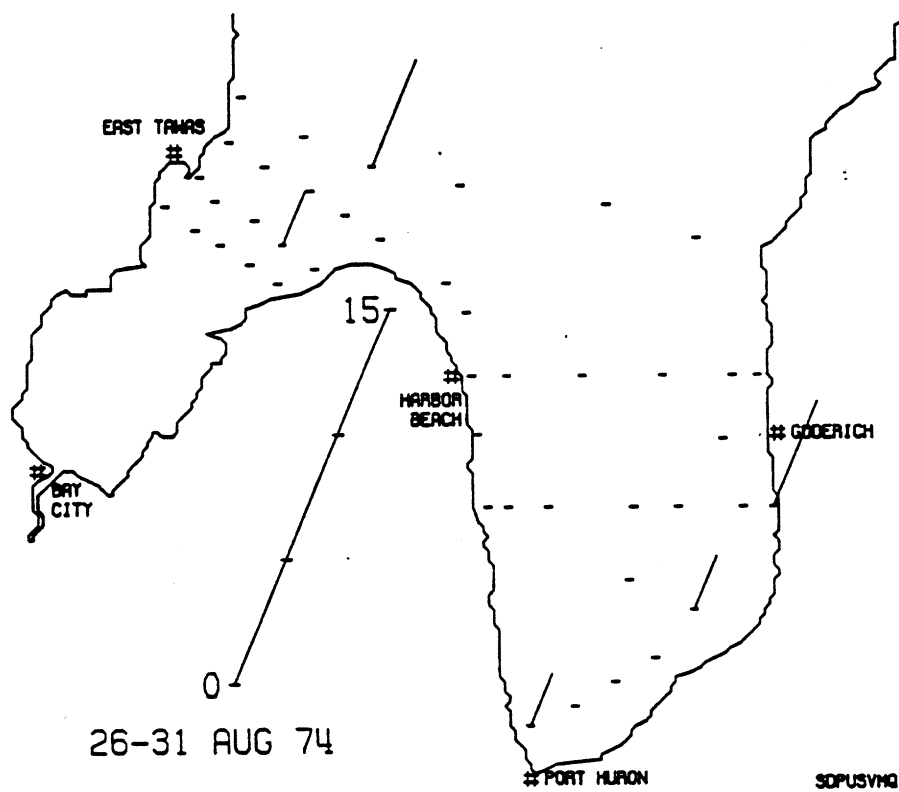 EAST TAWAS
#
15
#
HARBOR
BEACH
# GODERICH
#
BAY
CITY
0
26-31 AUG 74
# PORT HURON
SDPUSVMQ